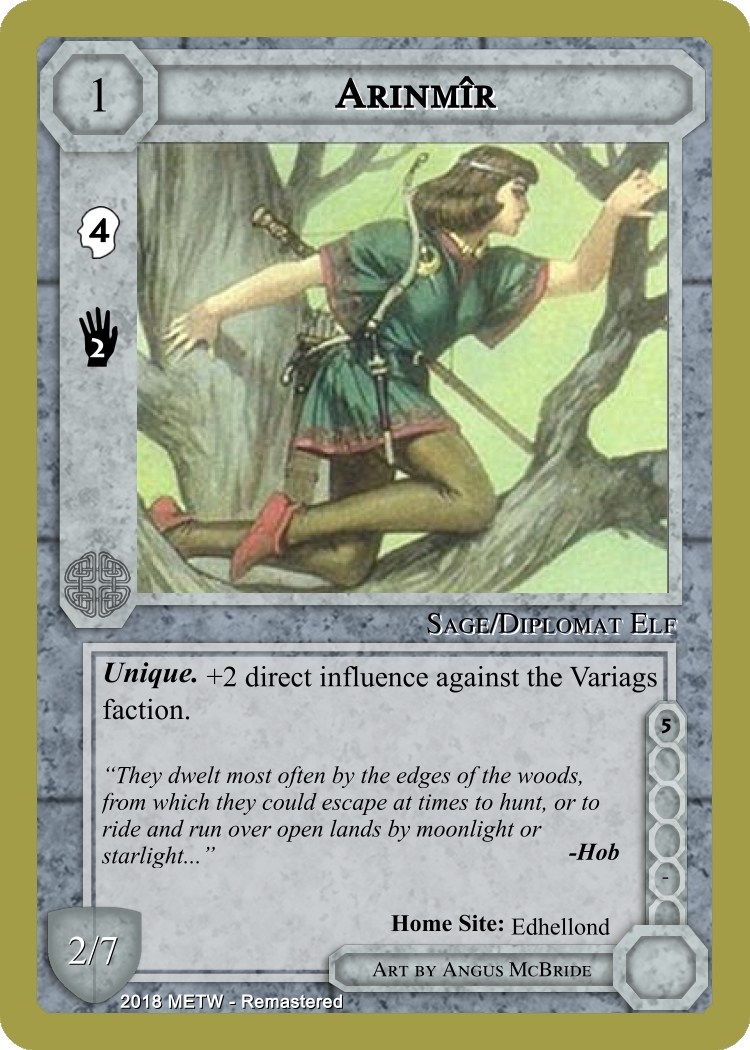 1
ARINMÎR
4
2
SAGE/DIPLOMAT ELF
Unique. +2 direct influence against the Variags
faction.
5
“They dwelt most often by the edges of the woods,
from which they could escape at times to hunt, or to
ride and run over open lands by moonlight or
starlight...”
-Hob
-
Home Site: Edhellond
2/7
ART BY ANGUS MCBRIDE
2018 METW - Remastered